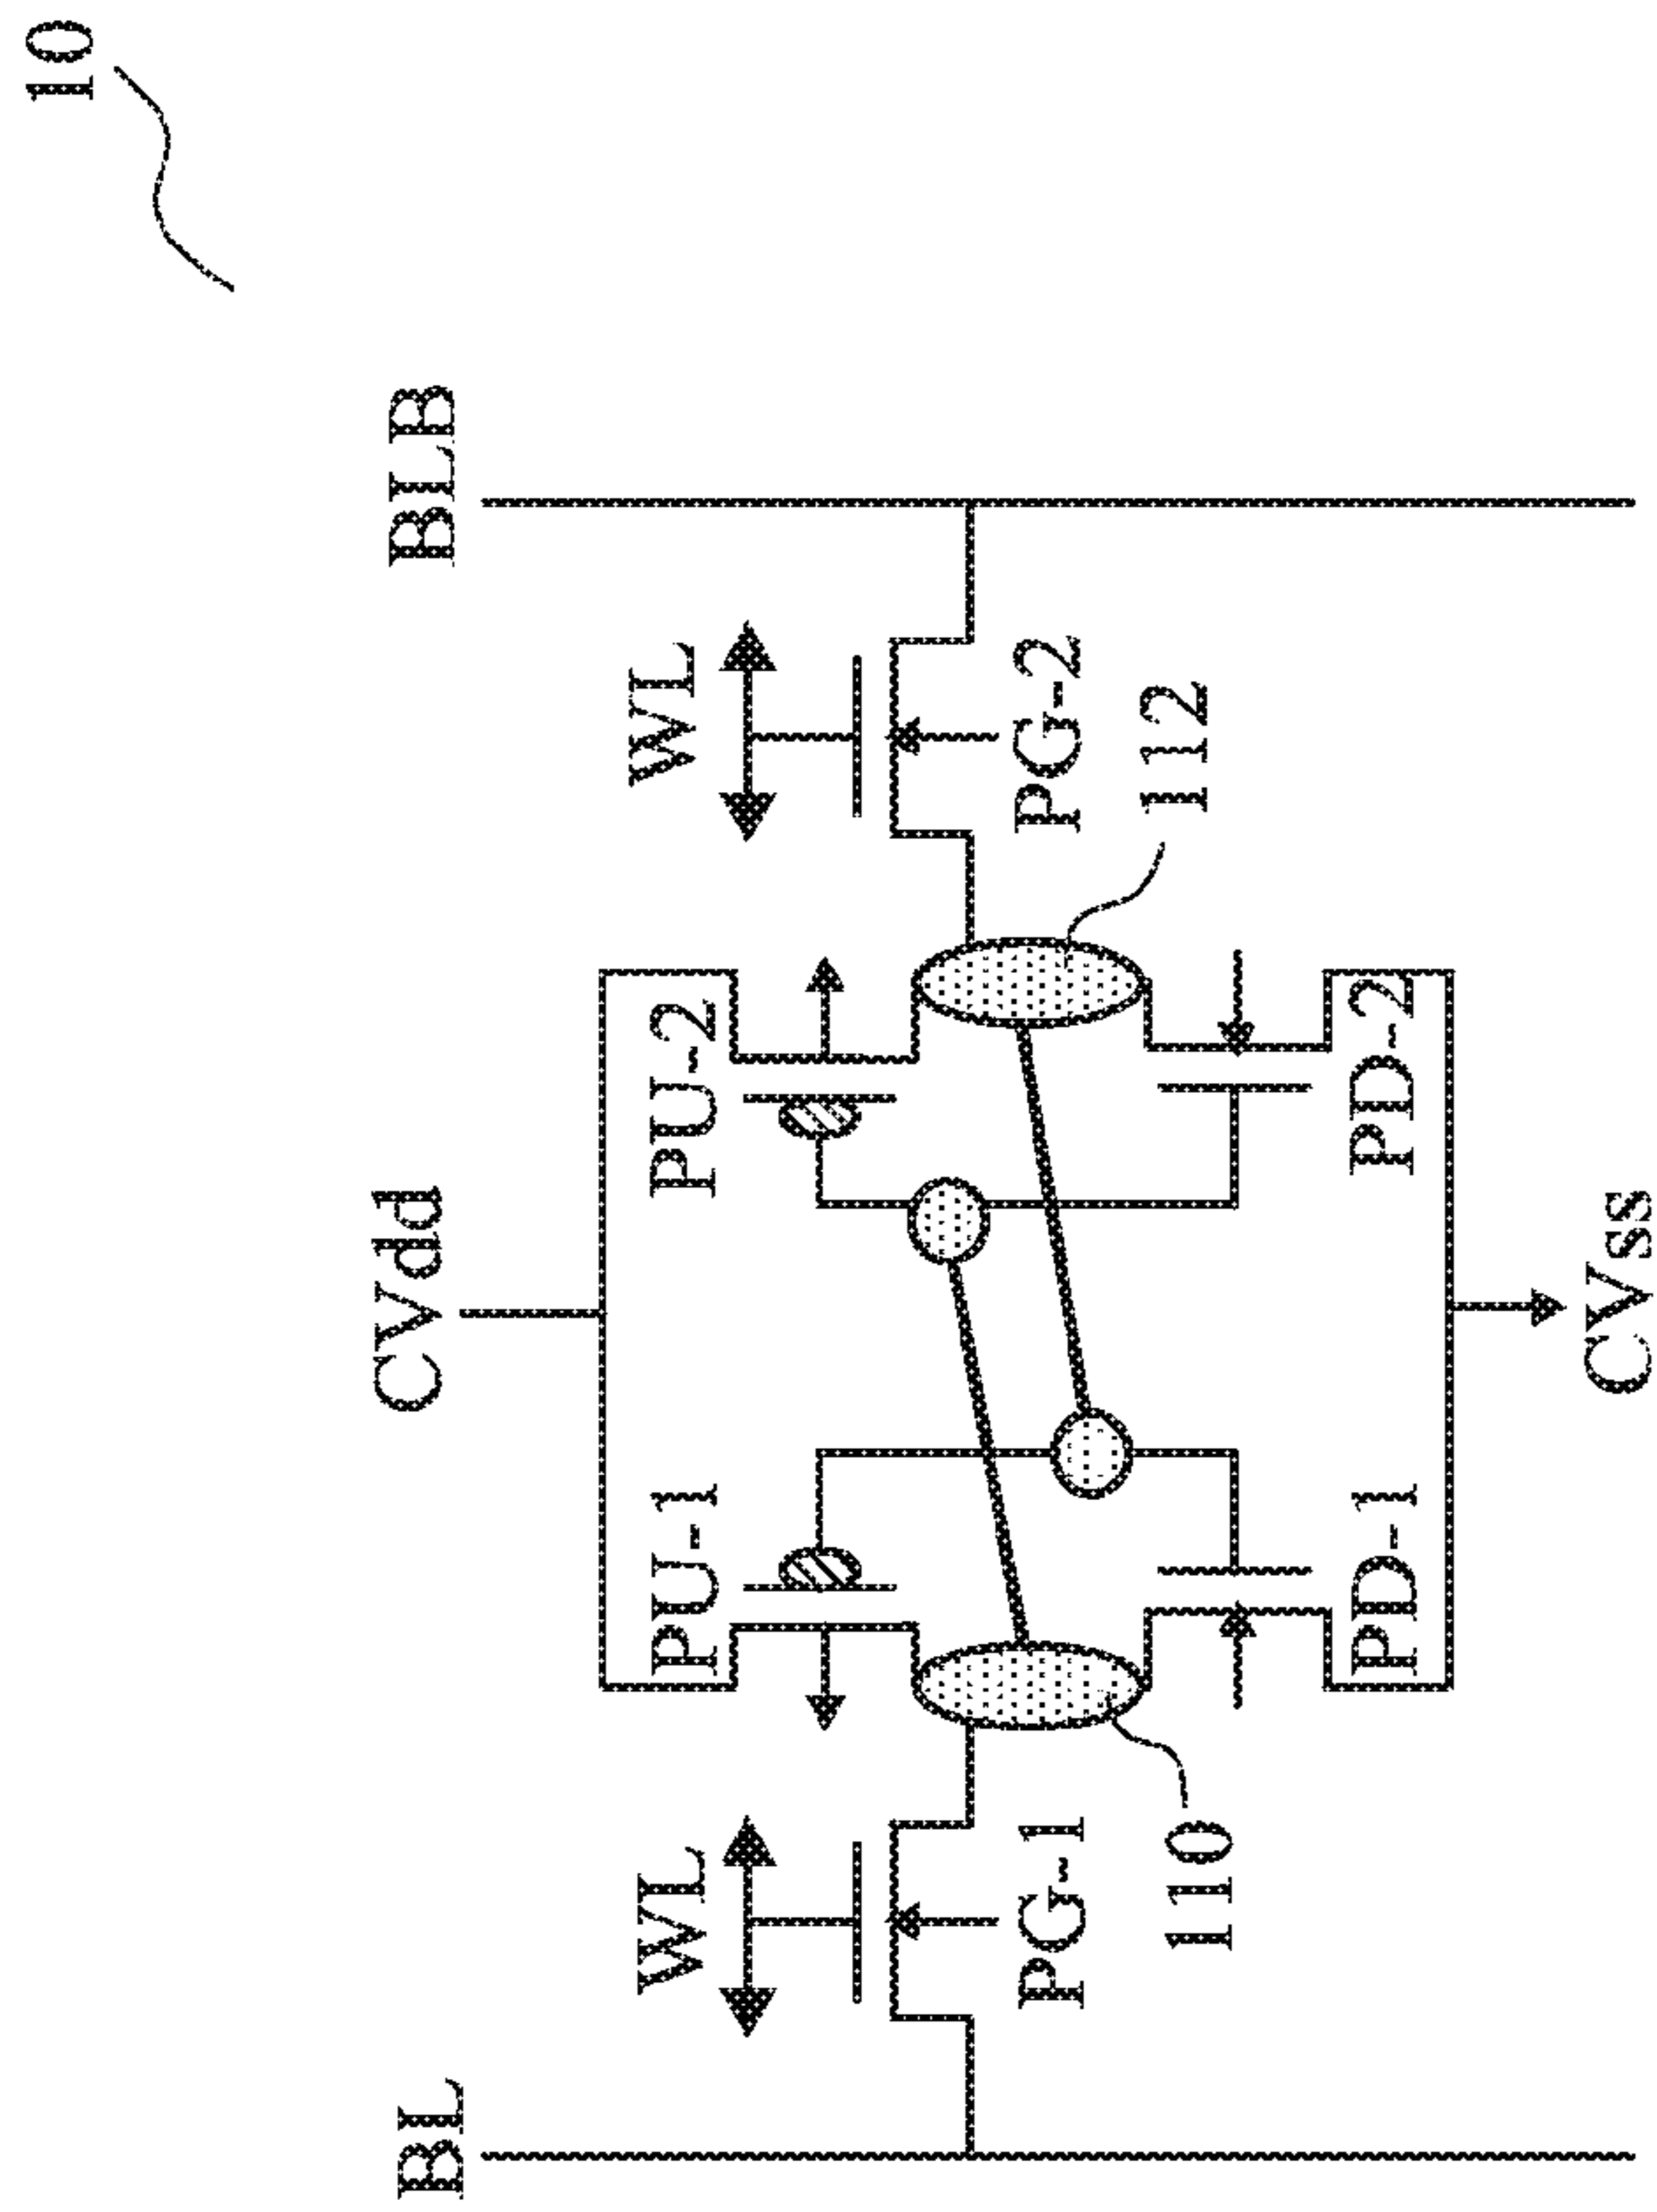 10
CVdd
BL
BLB
WL
WL
PU-1
PU-2
PG-1
PG-2
110
112
PD-1
PD-2
CVss